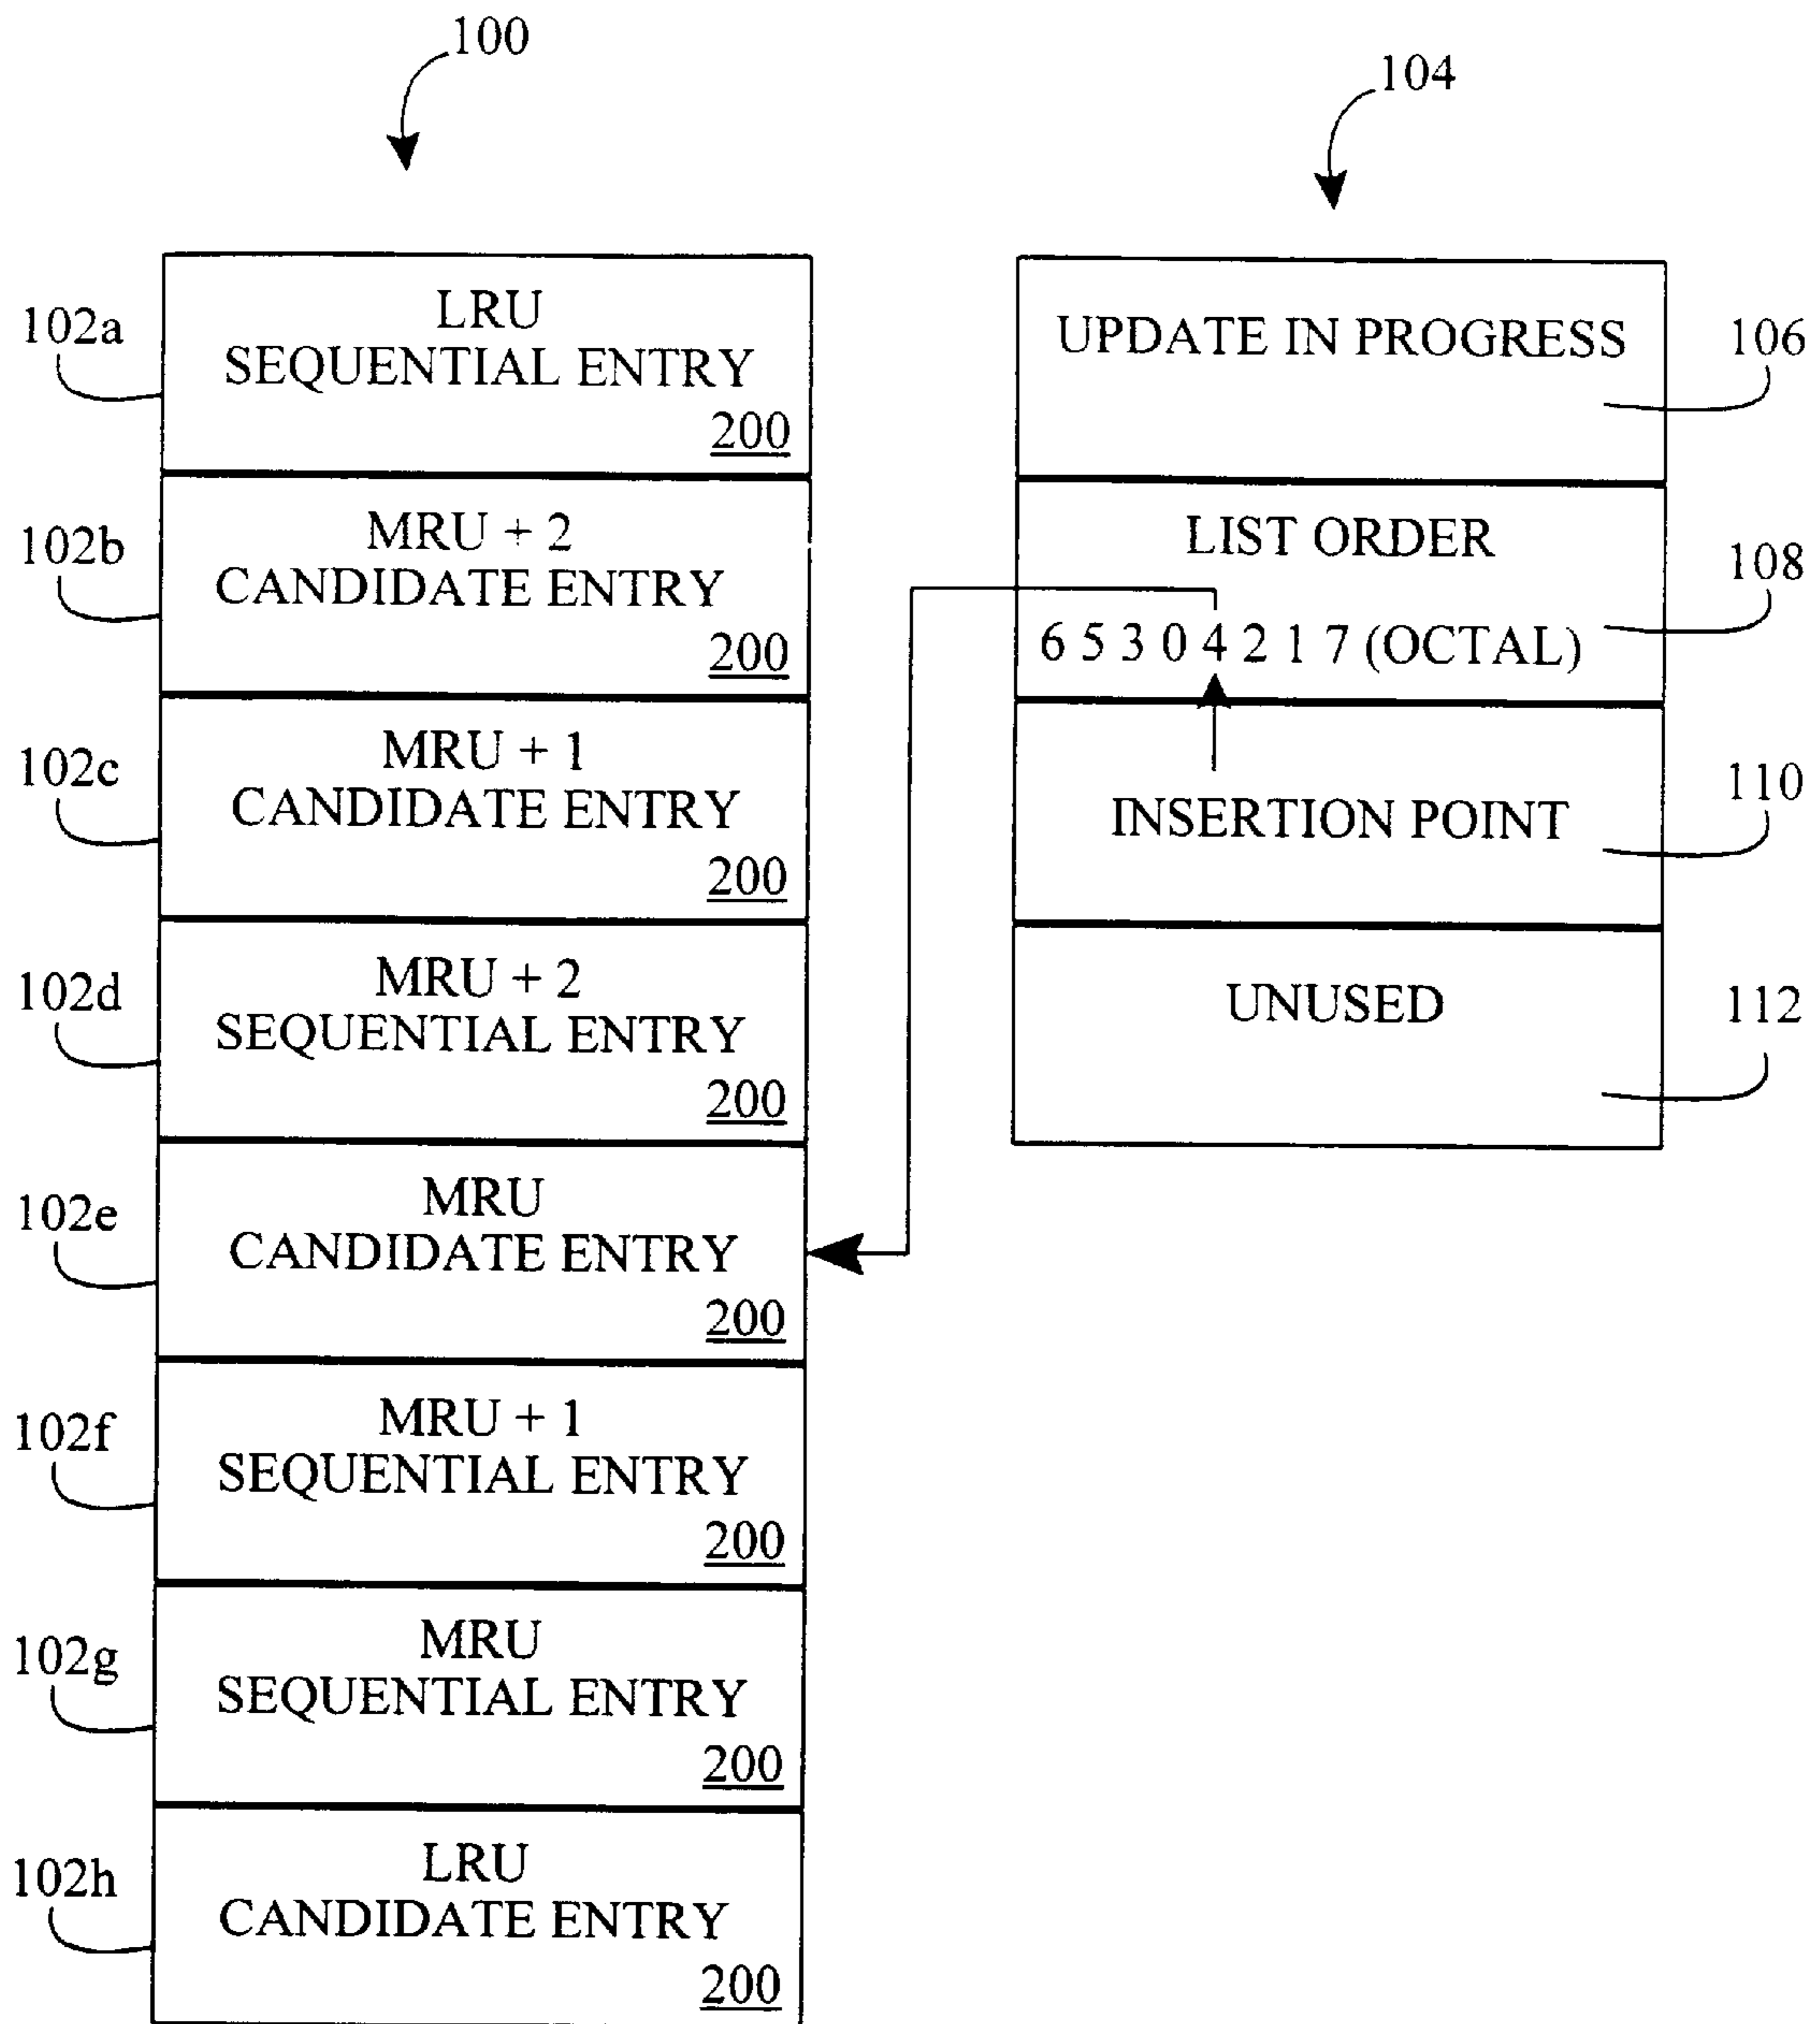 100
104
102a
LRU
SEQUENTIAL ENTRY
200
102b
MRU + 2
CANDIDATE ENTRY
200
102c
MRU + 1
CANDIDATE ENTRY
200
102d
MRU + 2
SEQUENTIAL ENTRY
200
102e
MRU
CANDIDATE ENTRY
200
102f
MRU + 1
SEQUENTIAL ENTRY
200
102g
MRU
SEQUENTIAL ENTRY
200
102h
LRU
CANDIDATE ENTRY
200
UPDATE IN PROGRESS
106
LIST ORDER
108
6 5 3 0 4 2 1 7 (OCTAL)
INSERTION POINT
110
UNUSED
112